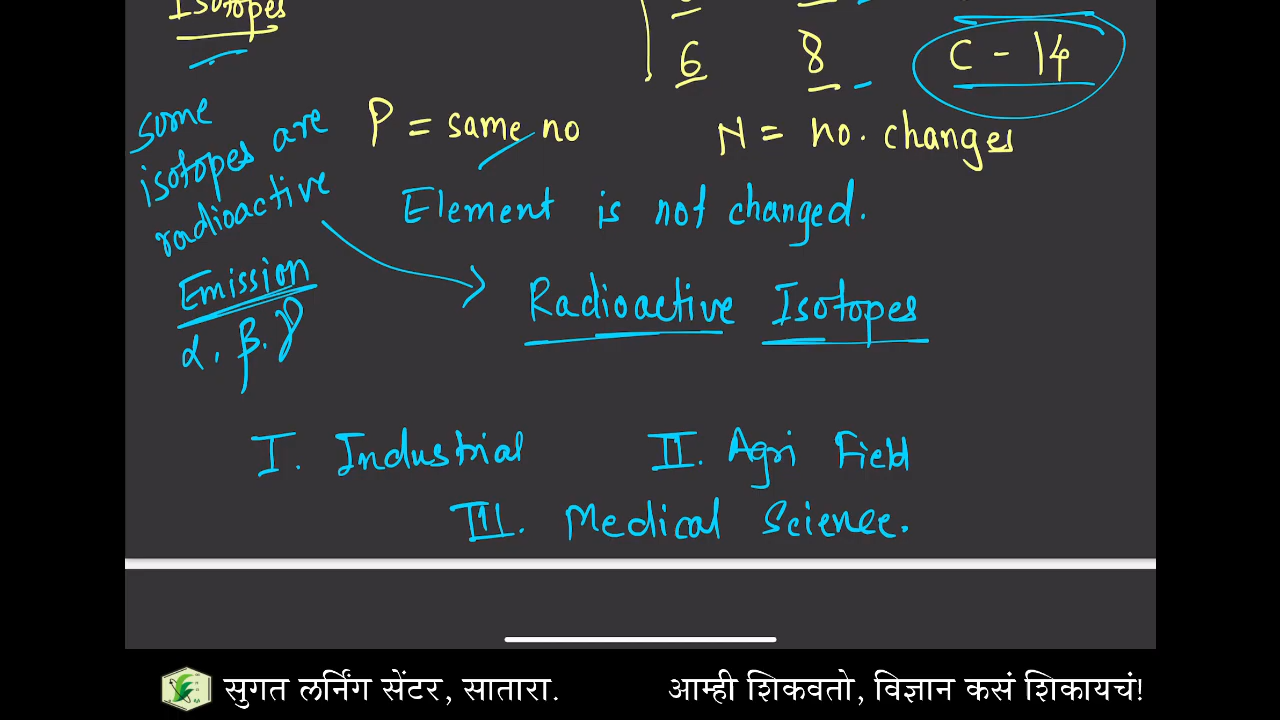 Isotopes
6 8 C - 14
P = same no N = no. changes
some
isotopes are
radioactive
Emission
α, β, γ
Element is not changed.
Radioactive Isotopes
I. Industrial II. Agri Field
III. Medical Science.
सुगत लर्निंग सेंटर, सातारा. आम्ही शिकवतो, विज्ञान कसं शिकायचं!